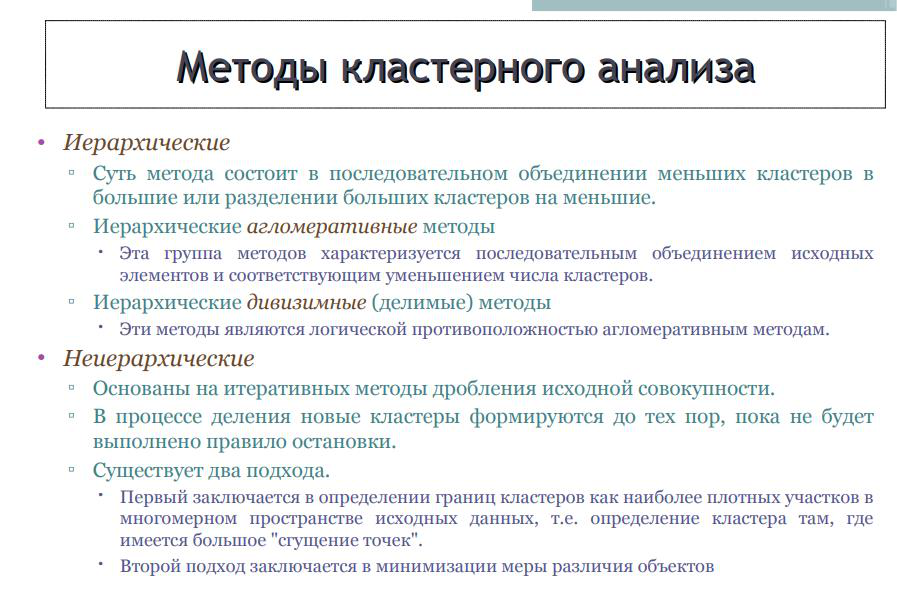 Методы кластерного анализа
• Иерархические
▫ Суть метода состоит в последовательном объединении меньших кластеров в
большие или разделении больших кластеров на меньшие.
▫ Иерархические агломеративные методы
• Эта группа методов характеризуется последовательным объединением исходных
элементов и соответствующим уменьшением числа кластеров.
▫ Иерархические дивизимные (делимые) методы
• Эти методы являются логической противоположностью агломеративным методам.
• Неиерархические
▫ Основаны на итеративных методы дробления исходной совокупности.
▫ В процессе деления новые кластеры формируются до тех пор, пока не будет
выполнено правило остановки.
▫ Существует два подхода.
• Первый заключается в определении границ кластеров как наиболее плотных участков в
многомерном пространстве исходных данных, т.е. определение кластера там, где
имеется большое "сгущение точек".
• Второй подход заключается в минимизации меры различия объектов